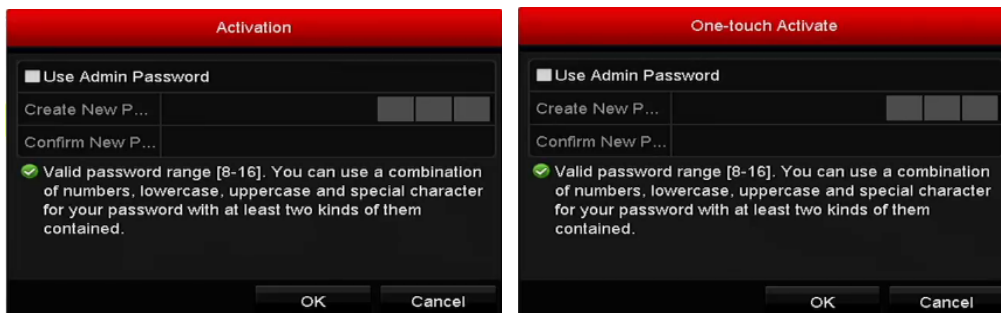 Activation
Use Admin Password
Create New P...
Confirm New P...
Valid password range [8-16]. You can use a combination
of numbers, lowercase, uppercase and special character
for your password with at least two kinds of them
contained.
OK
Cancel
One-touch Activate
Use Admin Password
Create New P...
Confirm New P...
Valid password range [8-16]. You can use a combination
of numbers, lowercase, uppercase and special character
for your password with at least two kinds of them
contained.
OK
Cancel